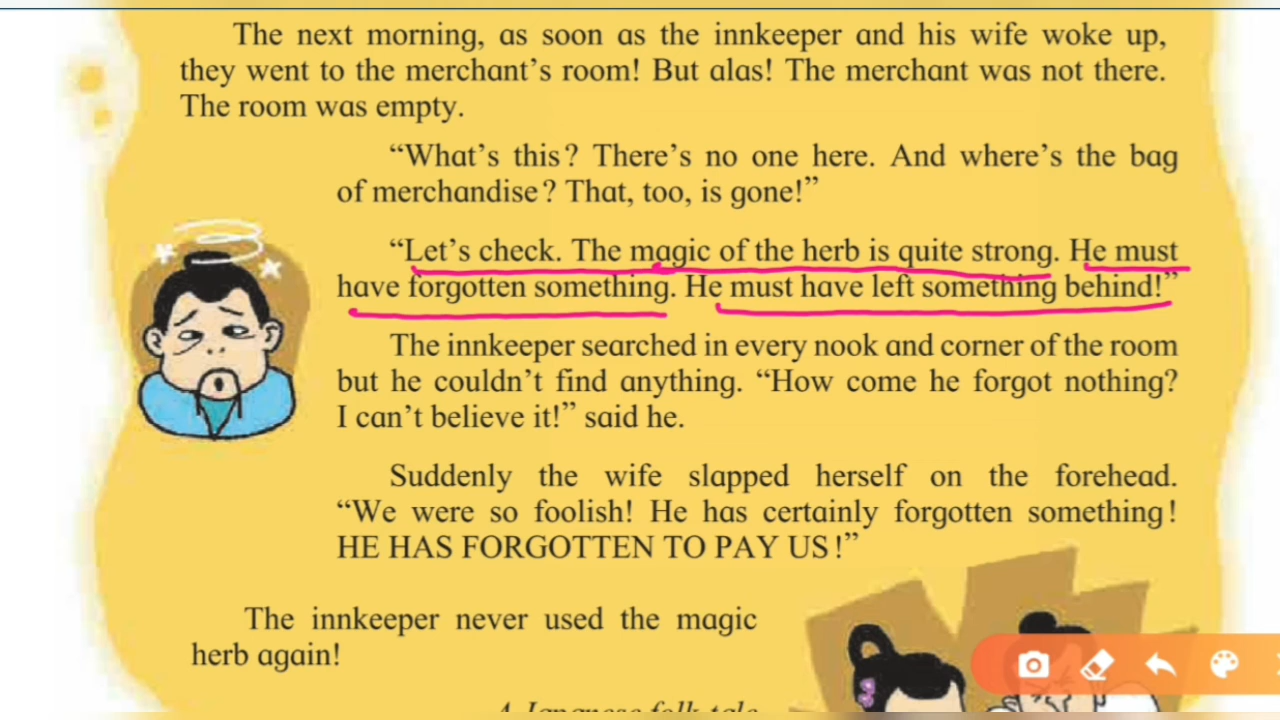 The next morning, as soon as the innkeeper and his wife woke up,
they went to the merchant's room! But alas! The merchant was not there.
The room was empty.
“What's this? There's no one here. And where's the bag
of merchandise? That, too, is gone!”
“Let's check. The magic of the herb is quite strong. He must
have forgotten something. He must have left something behind!”
The innkeeper searched in every nook and corner of the room
but he couldn't find anything. “How come he forgot nothing?
I can't believe it!” said he.
Suddenly the wife slapped herself on the forehead.
“We were so foolish! He has certainly forgotten something!
HE HAS FORGOTTEN TO PAY US!”
The innkeeper never used the magic
herb again!
A Japanese folk tale